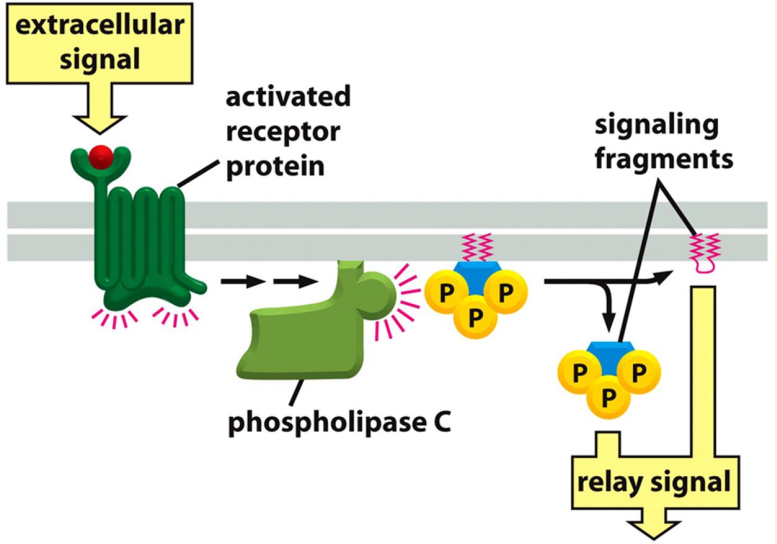 extracellular
signal
activated
receptor
protein
signaling
fragments
P P
P
P P
P
phospholipase C
relay signal